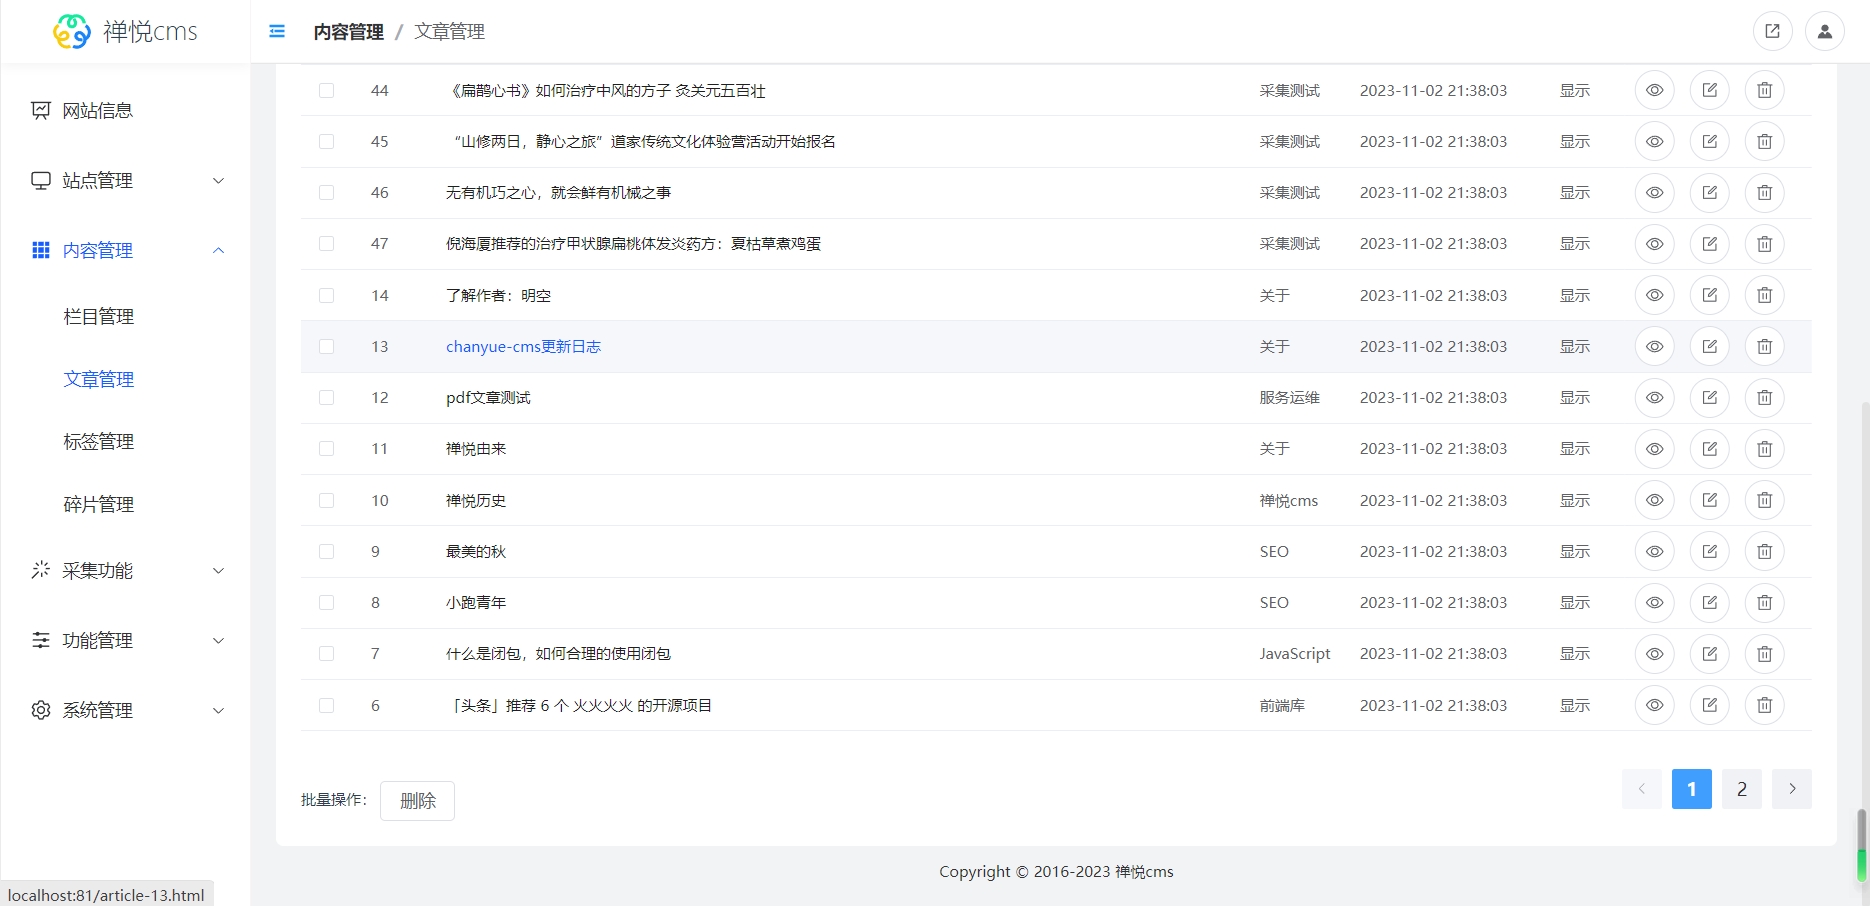 禅悦cms
内容管理 / 文章管理
网站信息
站点管理
内容管理
栏目管理
文章管理
标签管理
碎片管理
采集功能
功能管理
系统管理
44 《扁鹊心书》如何治疗中风的方子 灸关元五百壮 采集测试 2023-11-02 21:38:03 显示
45 “山修两日，静心之旅”道家传统文化体验营活动开始报名 采集测试 2023-11-02 21:38:03 显示
46 无有机巧之心，就会鲜有机械之事 采集测试 2023-11-02 21:38:03 显示
47 倪海厦推荐的治疗甲状腺扁桃体发炎药方：夏枯草煮鸡蛋 采集测试 2023-11-02 21:38:03 显示
14 了解作者：明空 关于 2023-11-02 21:38:03 显示
13 chanyue-cms更新日志 关于 2023-11-02 21:38:03 显示
12 pdf文章测试 服务运维 2023-11-02 21:38:03 显示
11 禅悦由来 关于 2023-11-02 21:38:03 显示
10 禅悦历史 禅悦cms 2023-11-02 21:38:03 显示
9 最美的秋 SEO 2023-11-02 21:38:03 显示
8 小跑青年 SEO 2023-11-02 21:38:03 显示
7 什么是闭包，如何合理的使用闭包 JavaScript 2023-11-02 21:38:03 显示
6 「头条」推荐 6 个 火火火火 的开源项目 前端库 2023-11-02 21:38:03 显示
批量操作： 删除
1 2
Copyright © 2016-2023 禅悦cms
localhost:81/article-13.html